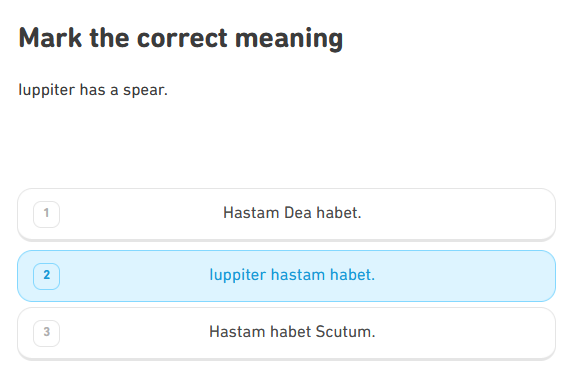 Mark the correct meaning
Iuppiter has a spear.
1 Hastam Dea habet.
2 Iuppiter hastam habet.
3 Hastam habet Scutum.